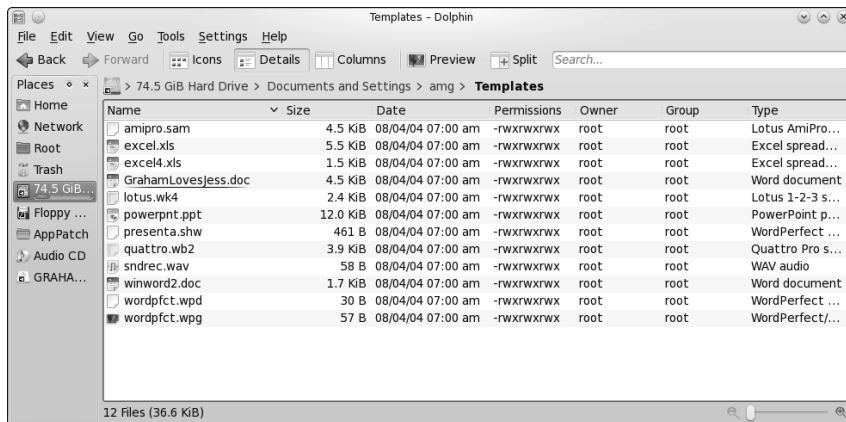 Templates – Dolphin
File Edit View Go Tools Settings Help
Back Forward Icons Details Columns Preview Split Search...
Places > 74.5 GiB Hard Drive > Documents and Settings > amg > Templates
Home
Network
Root
Trash
74.5 GiB...
Floppy ...
AppPatch
Audio CD
GRAHA...
Name Size Date Permissions Owner Group Type
amipro.sam 4.5 KiB 08/04/04 07:00 am -rwxrwxrwx root root Lotus AmiPro...
excel.xls 5.5 KiB 08/04/04 07:00 am -rwxrwxrwx root root Excel spread...
excel4.xls 1.5 KiB 08/04/04 07:00 am -rwxrwxrwx root root Excel spread...
GrahamLovesJess.doc 4.5 KiB 08/04/04 07:00 am -rwxrwxrwx root root Word document
lotus.wk4 2.4 KiB 08/04/04 07:00 am -rwxrwxrwx root root Lotus 1-2-3 s...
powerpnt.ppt 12.0 KiB 08/04/04 07:00 am -rwxrwxrwx root root PowerPoint p...
presenta.shw 461 B 08/04/04 07:00 am -rwxrwxrwx root root WordPerfect ...
quattro.wb2 3.9 KiB 08/04/04 07:00 am -rwxrwxrwx root root Quattro Pro s...
sndrec.wav 58 B 08/04/04 07:00 am -rwxrwxrwx root root WAV audio
winword2.doc 1.7 KiB 08/04/04 07:00 am -rwxrwxrwx root root Word document
wordpfct.wpd 30 B 08/04/04 07:00 am -rwxrwxrwx root root WordPerfect ...
wordpfct.wpg 57 B 08/04/04 07:00 am -rwxrwxrwx root root WordPerfect/...
12 Files (36.6 KiB)